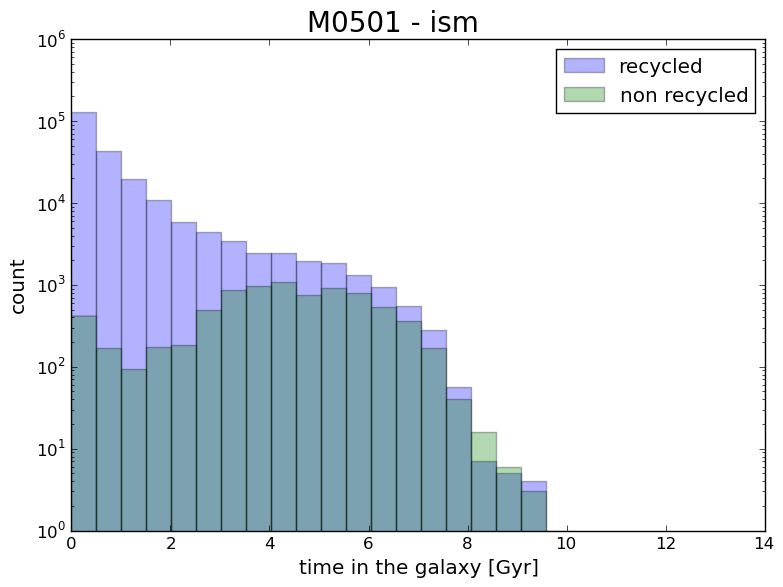 M0501 - ism
recycled
non recycled
10^6
10^5
10^4
10^3
10^2
10^1
10^0
count
0 2 4 6 8 10 12 14
time in the galaxy [Gyr]